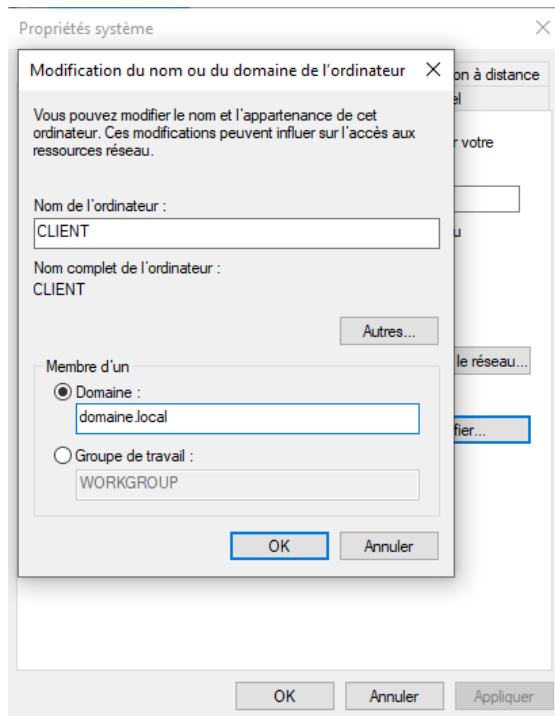 Propriétés système
Modification du nom ou du domaine de l'ordinateur
on à distance
el
Vous pouvez modifier le nom et l'appartenance de cet
ordinateur. Ces modifications peuvent influer sur l'accès aux
ressources réseau.
r votre
Nom de l'ordinateur :
CLIENT
u
Nom complet de l'ordinateur :
CLIENT
Autres...
le réseau...
Membre d'un
Domaine :
domaine.local
fier...
Groupe de travail :
WORKGROUP
OK Annuler
OK Annuler Appliquer